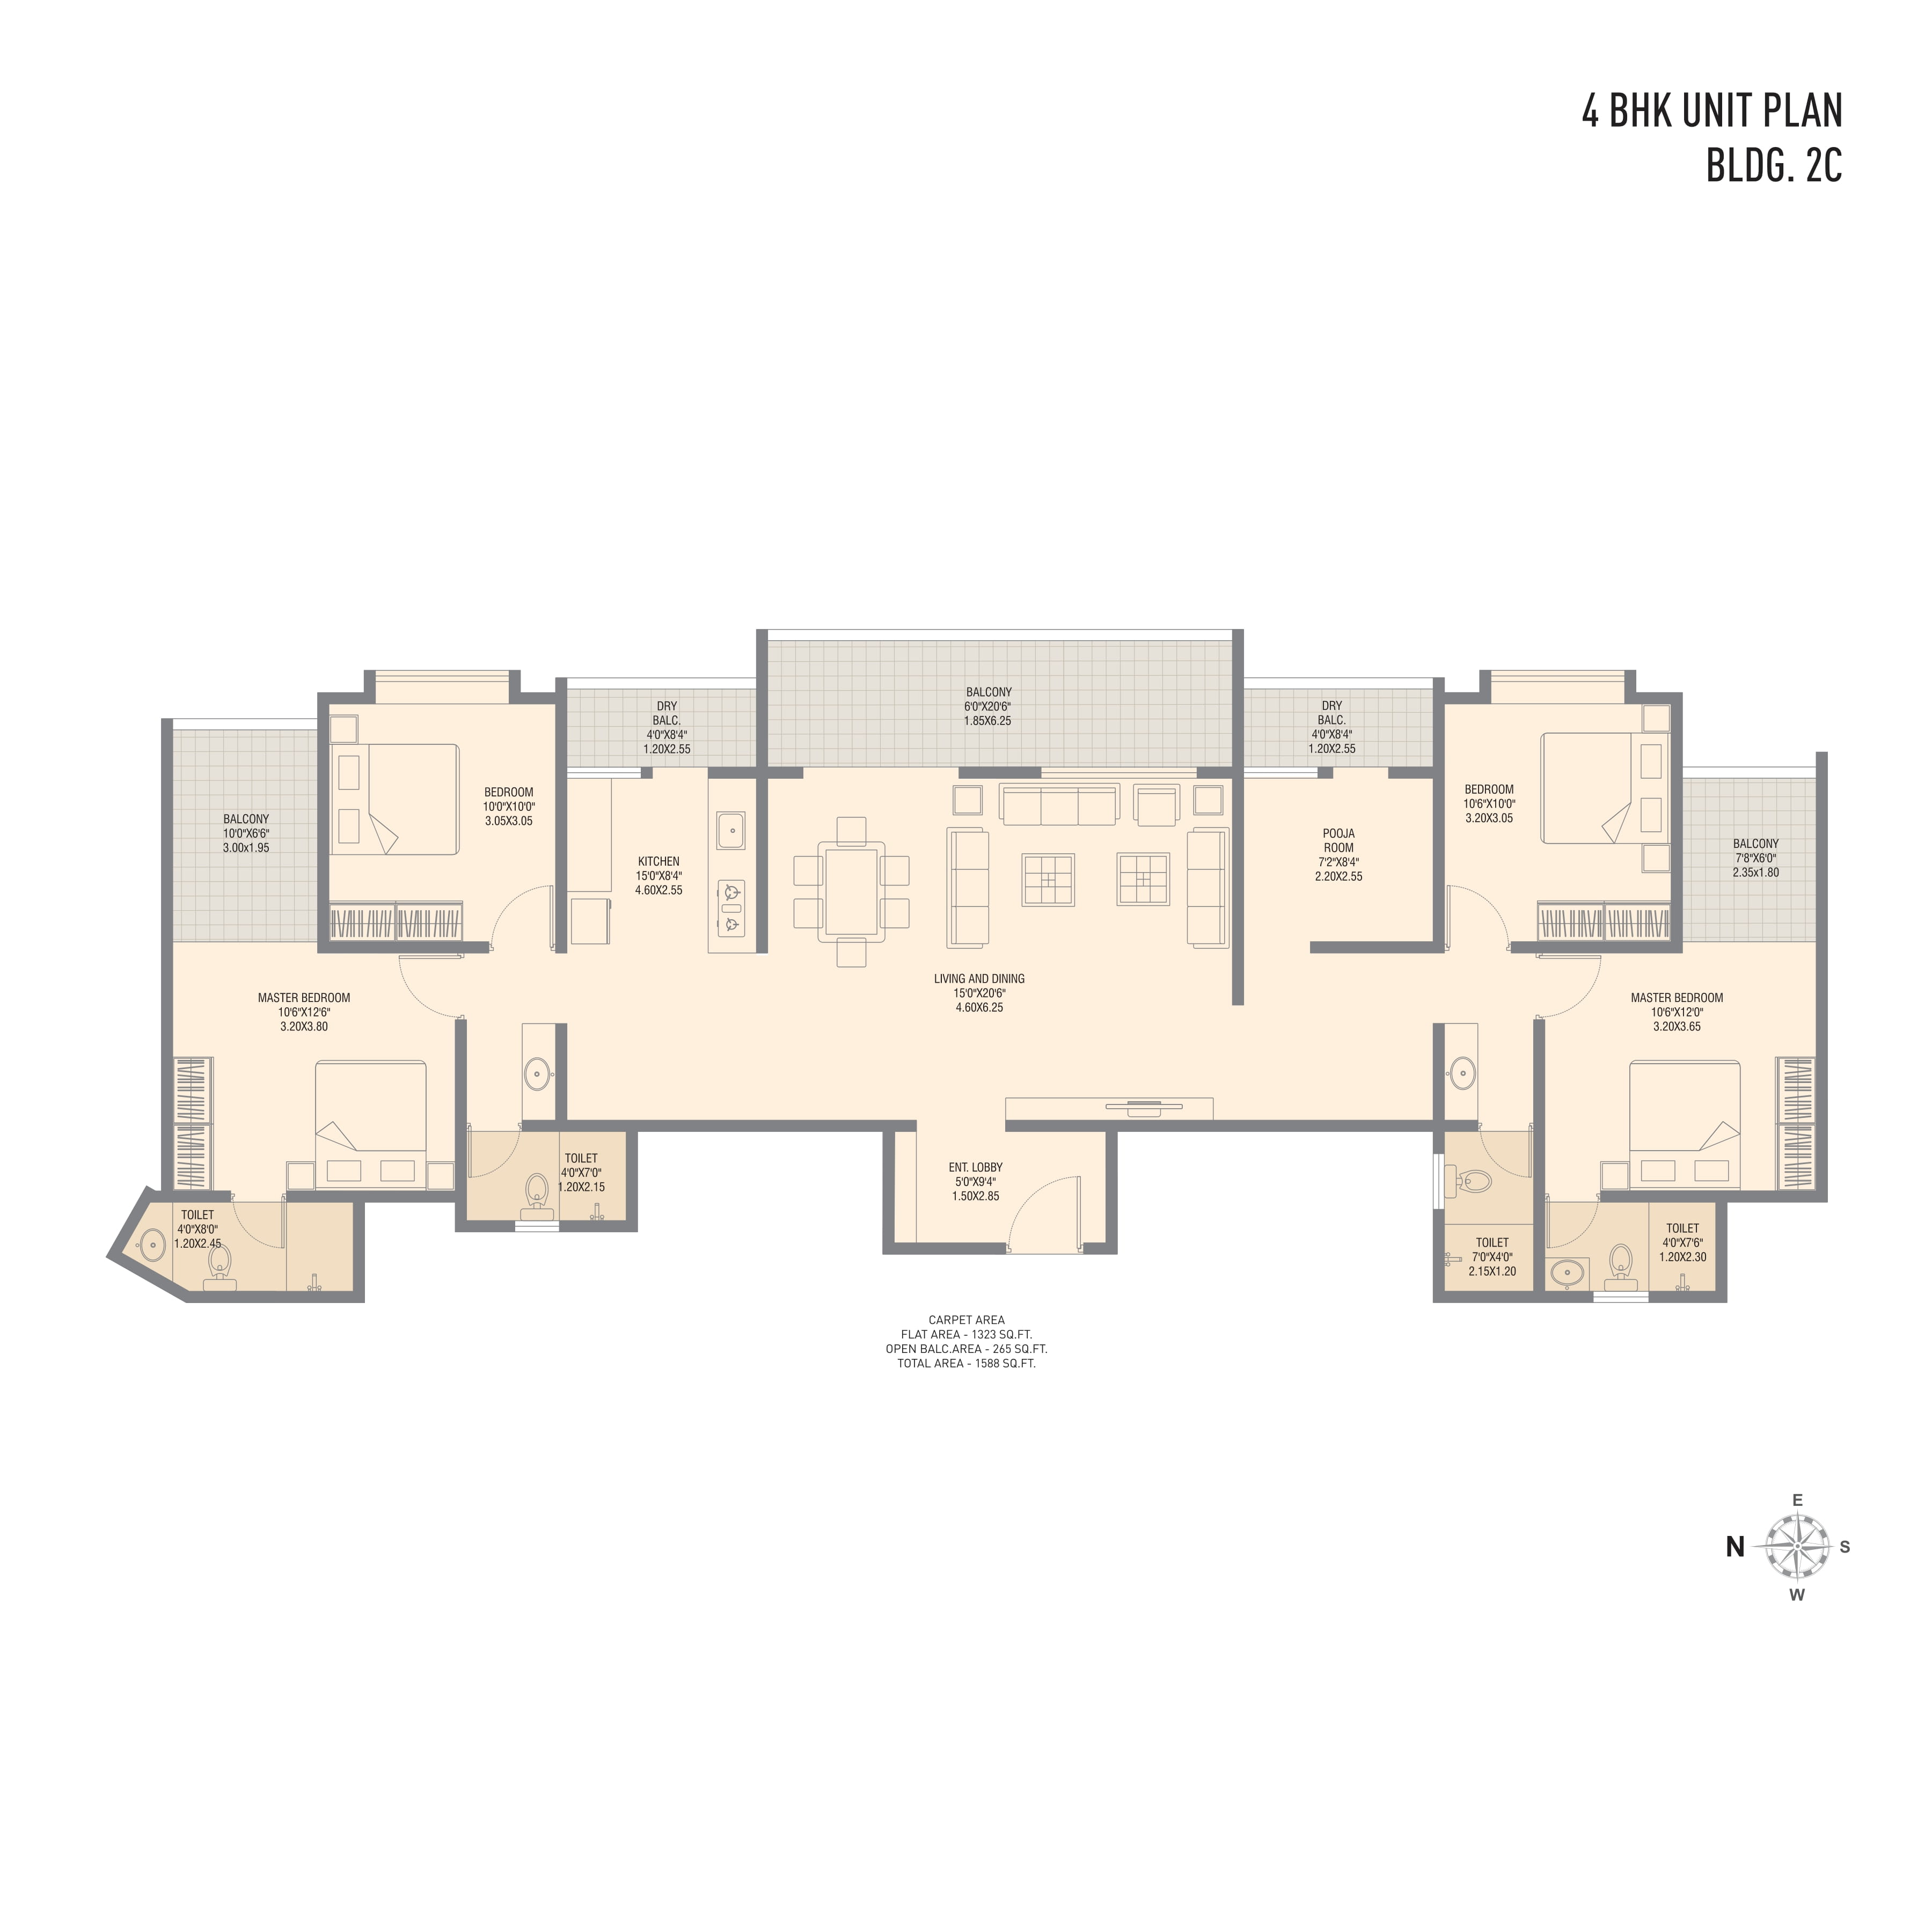 4 BHK UNIT PLAN
BLDG. 2C
BALCONY
6'0"X20'6"
1.85X6.25
DRY
BALC.
4'0"X8'4"
1.20X2.55
DRY
BALC.
4'0"X8'4"
1.20X2.55
BALCONY
10'0"X6'6"
3.00x1.95
BEDROOM
10'0"X10'0"
3.05X3.05
KITCHEN
15'0"X8'4"
4.60X2.55
POOJA
ROOM
7'2"X8'4"
2.20X2.55
BEDROOM
10'6"X10'0"
3.20X3.05
BALCONY
7'8"X6'0"
2.35x1.80
MASTER BEDROOM
10'6"X12'6"
3.20X3.80
LIVING AND DINING
15'0"X20'6"
4.60X6.25
MASTER BEDROOM
10'6"X12'0"
3.20X3.65
TOILET
4'0"X8'0"
1.20X2.45
TOILET
4'0"X7'0"
1.20X2.15
ENT. LOBBY
5'0"X9'4"
1.50X2.85
TOILET
7'0"X4'0"
2.15X1.20
TOILET
4'0"X7'6"
1.20X2.30
CARPET AREA
FLAT AREA - 1323 SQ.FT.
OPEN BALC.AREA - 265 SQ.FT.
TOTAL AREA - 1588 SQ.FT.
E
N
S
W